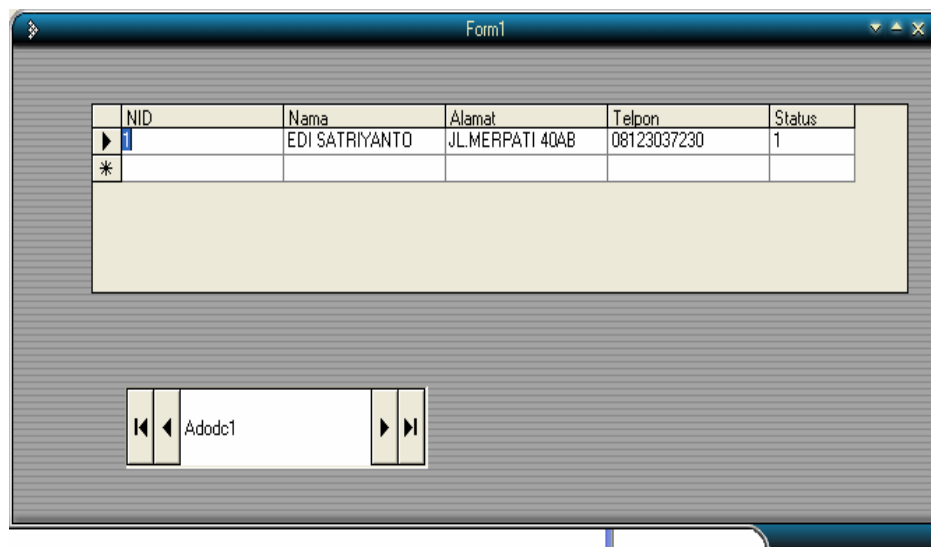 Form1
NID Nama Alamat Telpon Status
1 EDI SATRIYANTO JL.MERPATI 40AB 08123037230 1
Adodc1